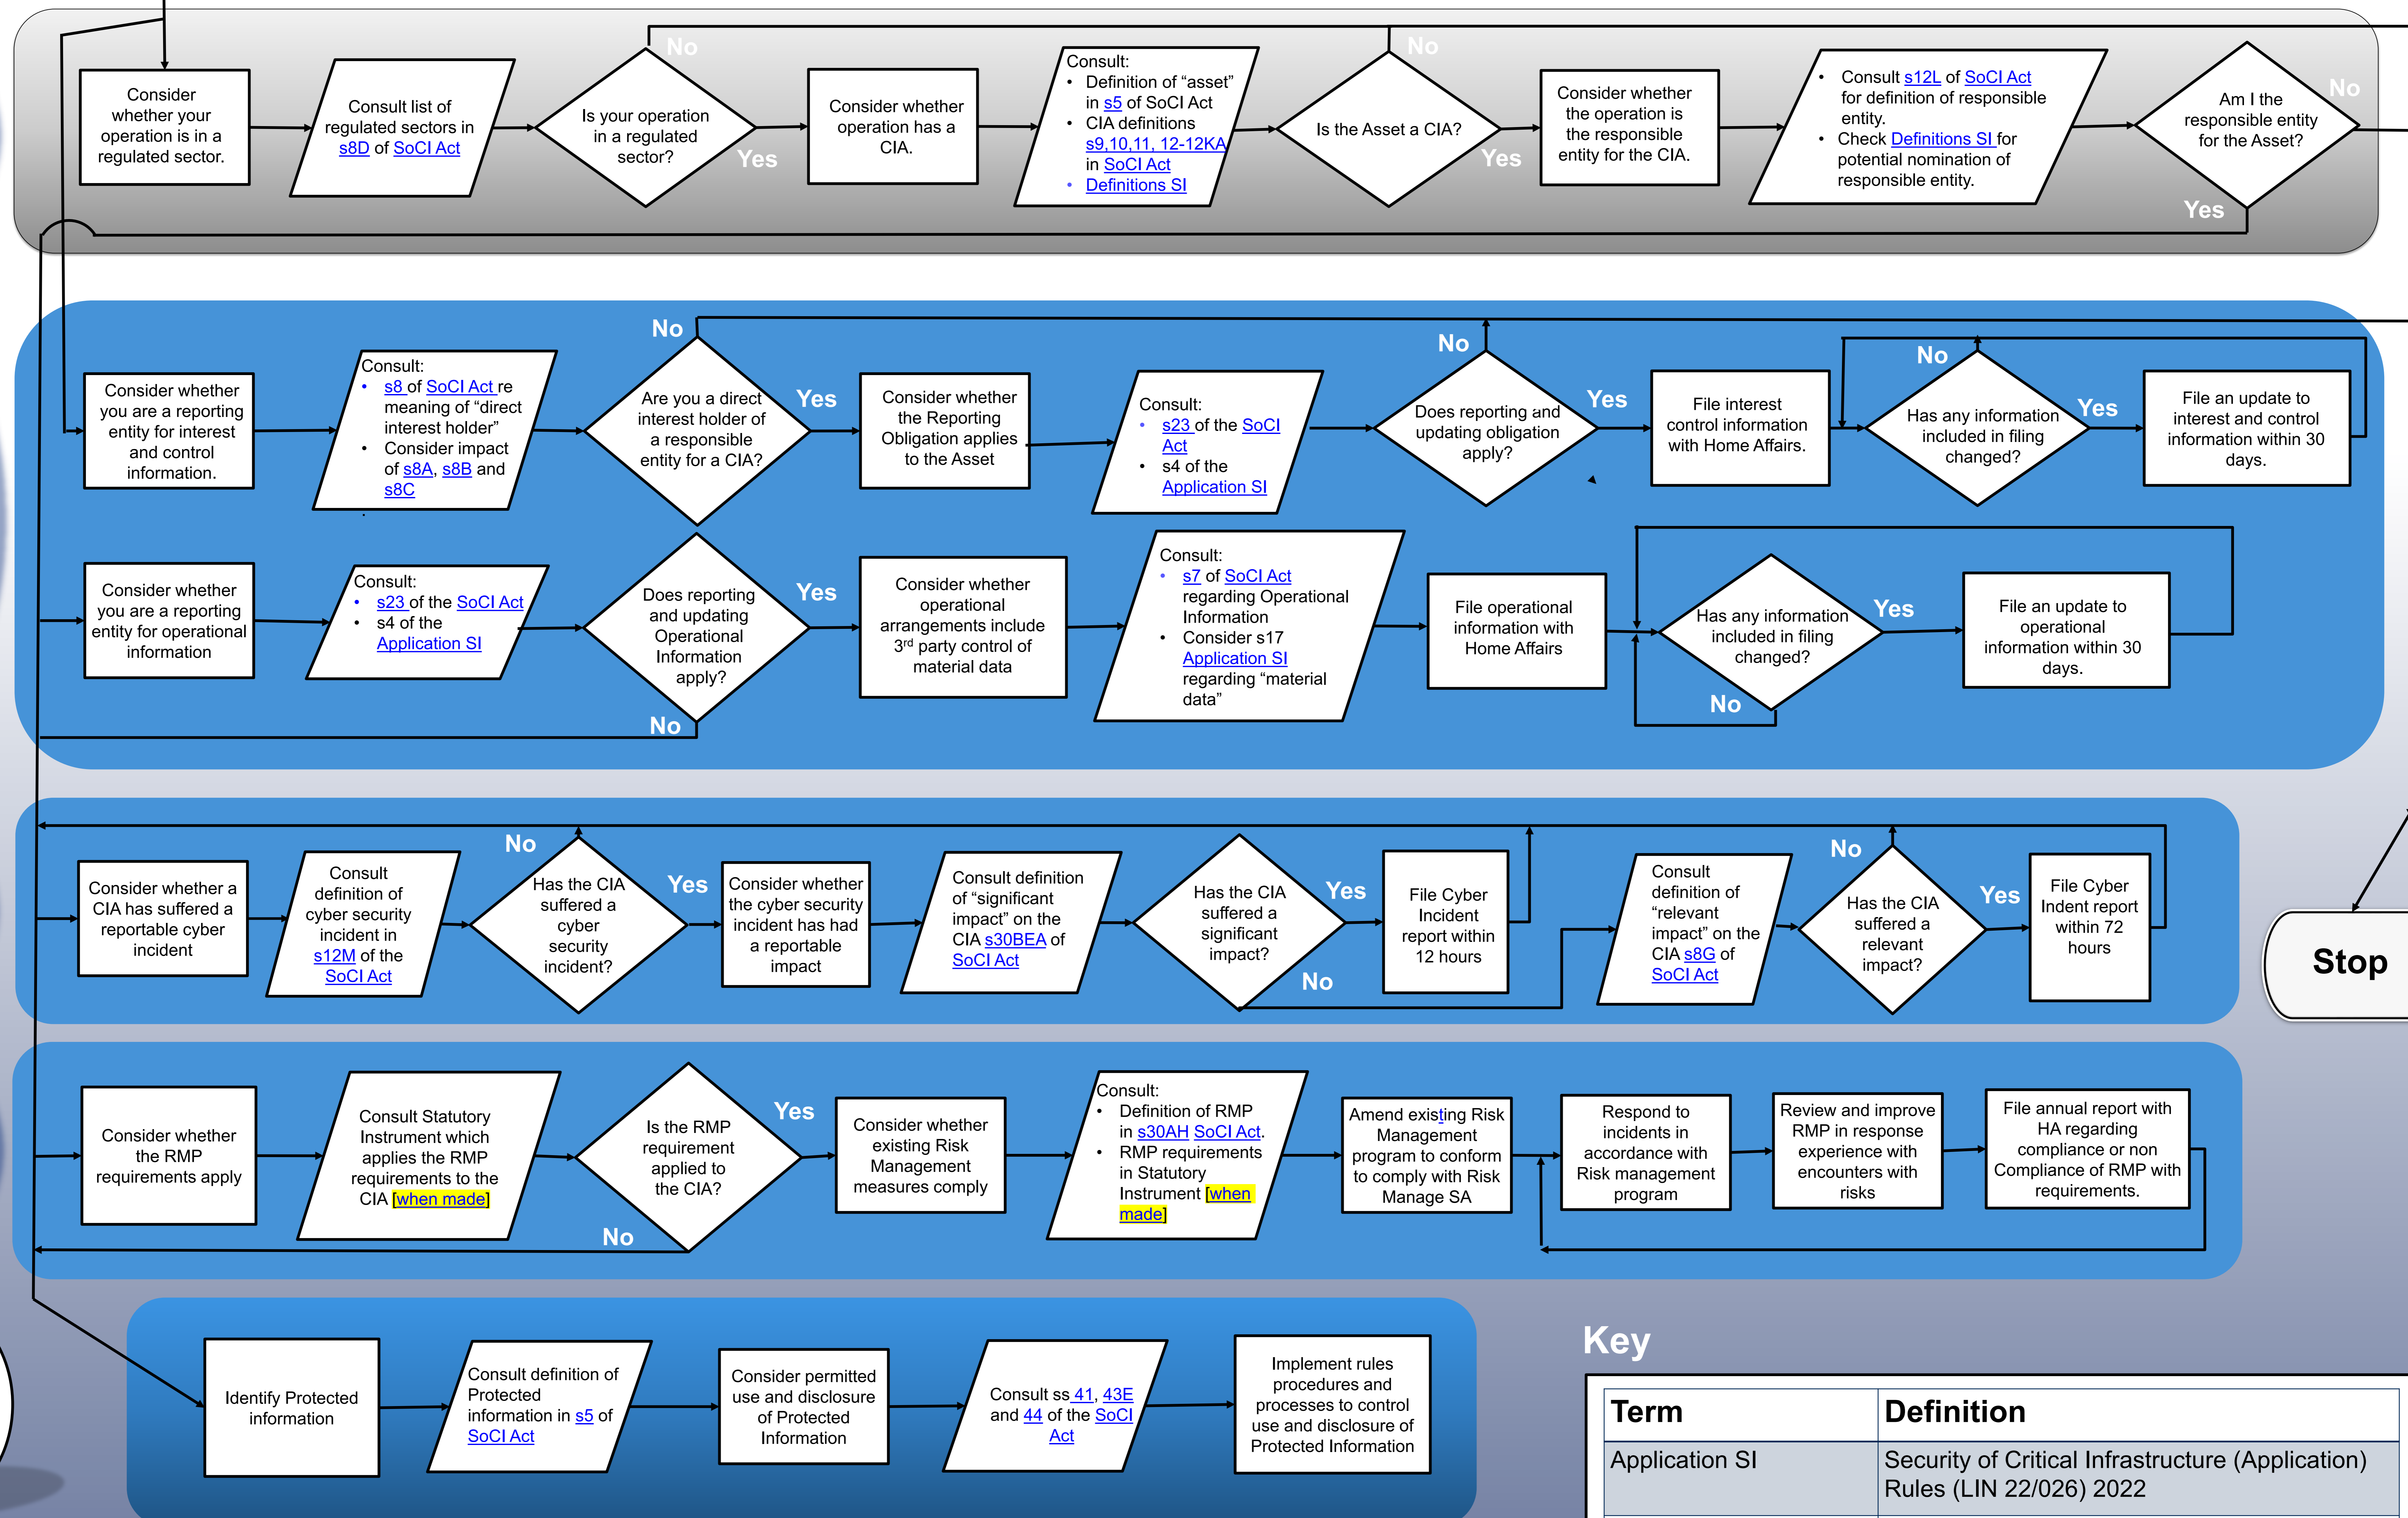 Consider
whether your
operation is in a
regulated sector.
Consult list of
regulated sectors in
s8D of SoCI Act
No
Is your operation
in a regulated
sector?
Yes
Consider whether
operation has a
CIA.
Consult:
• Definition of “asset”
in s5 of SoCI Act
• CIA definitions
s9,10,11, 12-12KA
in SoCI Act
• Definitions SI
No
Is the Asset a CIA?
Yes
Consider whether
the operation is
the responsible
entity for the CIA.
• Consult s12L of SoCI Act
for definition of responsible
entity.
• Check Definitions SI for
potential nomination of
responsible entity.
Am I the
responsible entity
for the Asset?
No
Yes
Consider whether
you are a reporting
entity for interest
and control
information.
Consult:
• s8 of SoCI Act re
meaning of “direct
interest holder”
• Consider impact
of s8A, s8B and
s8C
No
Are you a direct
interest holder of
a responsible
entity for a CIA?
Yes
Consider whether
the Reporting
Obligation applies
to the Asset
Consult:
• s23 of the SoCI
Act
• s4 of the
Application SI
No
Does reporting and
updating obligation
apply?
Yes
File interest
control information
with Home Affairs.
No
Has any information
included in filing
changed?
Yes
File an update to
interest and control
information within 30
days.
Consider whether
you are a reporting
entity for operational
information
Consult:
• s23 of the SoCI Act
• s4 of the
Application SI
Does reporting
and updating
Operational
Information
apply?
Yes
No
Consider whether
operational
arrangements include
3rd party control of
material data
Consult:
• s7 of SoCI Act
regarding Operational
Information
• Consider s17
Application SI
regarding “material
data”
File operational
information with
Home Affairs
Has any information
included in filing
changed?
Yes
No
File an update to
operational
information within 30
days.
Consider whether a
CIA has suffered a
reportable cyber
incident
Consult
definition of
cyber security
incident in
s12M of the
SoCI Act
No
Has the CIA
suffered a
cyber
security
incident?
Yes
Consider whether
the cyber security
incident has had
a reportable
impact
Consult definition
of “significant
impact” on the
CIA s30BEA of
SoCI Act
Has the CIA
suffered a
significant
impact?
Yes
No
File Cyber
Incident
report within
12 hours
Consult
definition of
“relevant
impact” on the
CIA s8G of
SoCI Act
No
Has the CIA
suffered a
relevant
impact?
Yes
File Cyber
Indent report
within 72
hours
Stop
Consider whether
the RMP
requirements apply
Consult Statutory
Instrument which
applies the RMP
requirements to the
CIA [when made]
Is the RMP
requirement
applied to
the CIA?
Yes
No
Consider whether
existing Risk
Management
measures comply
Consult:
• Definition of RMP
in s30AH SoCI Act.
• RMP requirements
in Statutory
Instrument [when
made]
Amend existing Risk
Management
program to conform
to comply with Risk
Manage SA
Respond to
incidents in
accordance with
Risk management
program
Review and improve
RMP in response
experience with
encounters with
risks
File annual report with
HA regarding
compliance or non
Compliance of RMP with
requirements.
Identify Protected
information
Consult definition of
Protected
information in s5 of
SoCI Act
Consider permitted
use and disclosure
of Protected
Information
Consult ss 41, 43E
and 44 of the SoCI
Act
Implement rules
procedures and
processes to control
use and disclosure of
Protected Information
Key
Term Definition
Application SI Security of Critical Infrastructure (Application)
Rules (LIN 22/026) 2022